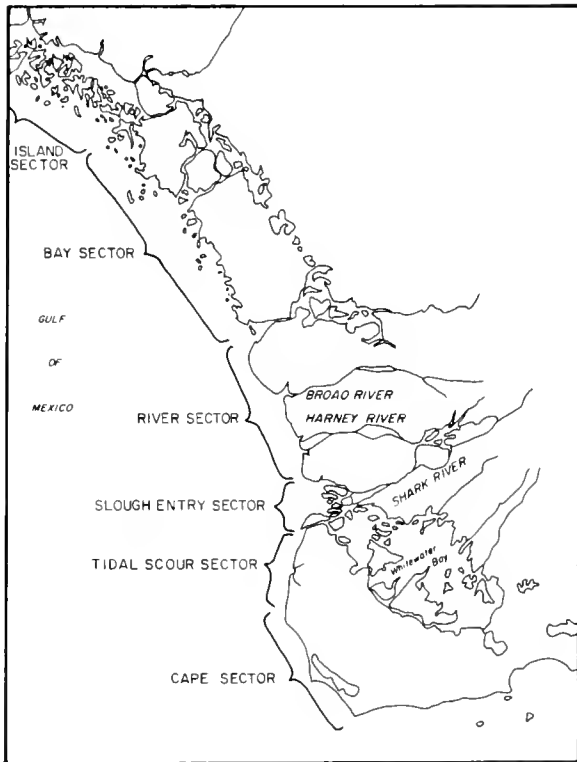 ISLAND
SECTOR
BAY SECTOR
GULF
OF
MEXICO
BROAD RIVER
HARNEY RIVER
RIVER SECTOR
SHARK RIVER
SLOUGH ENTRY SECTOR
TIDAL SCOUR SECTOR
Whitewater
Bay
CAPE SECTOR